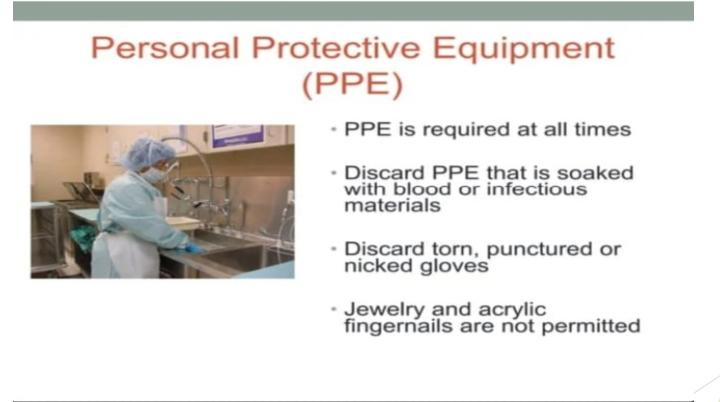 Personal Protective Equipment
(PPE)
• PPE is required at all times
• Discard PPE that is soaked
with blood or infectious
materials
• Discard torn, punctured or
nicked gloves
• Jewelry and acrylic
fingernails are not permitted